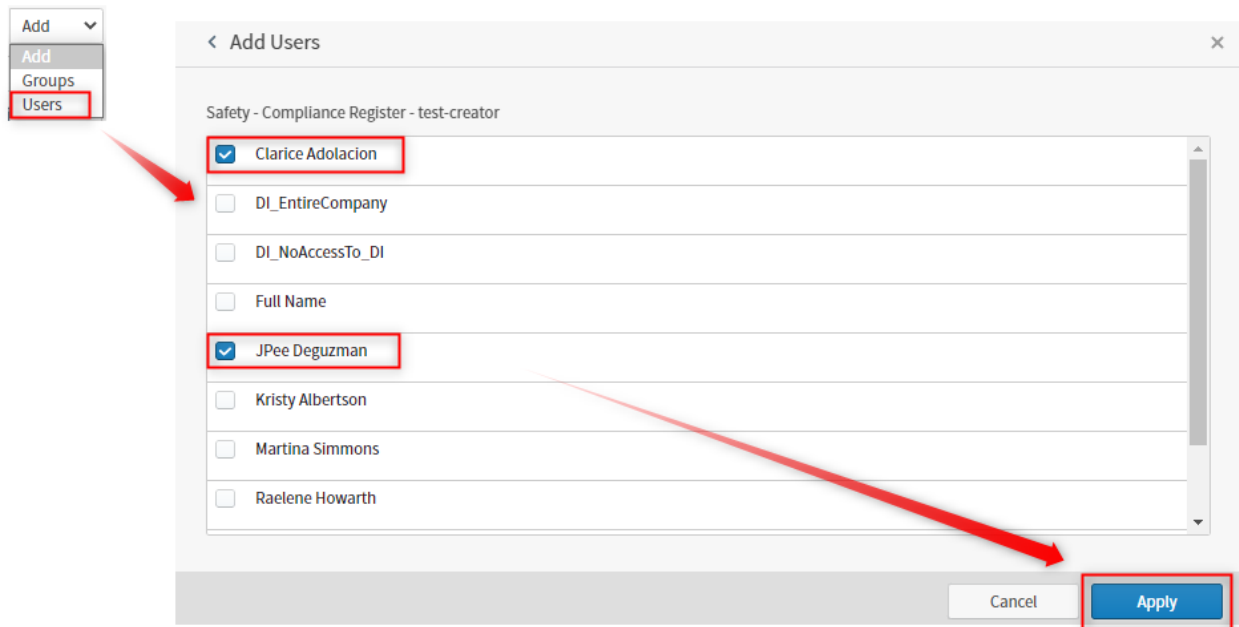 Add
Add
Groups
Users
Add Users
Safety - Compliance Register - test-creator
Clarice Adolacion
DI_EntireCompany
DI_NoAccessTo_DI
Full Name
JPee Deguzman
Kristy Albertson
Martina Simmons
Raelene Howarth
Cancel
Apply